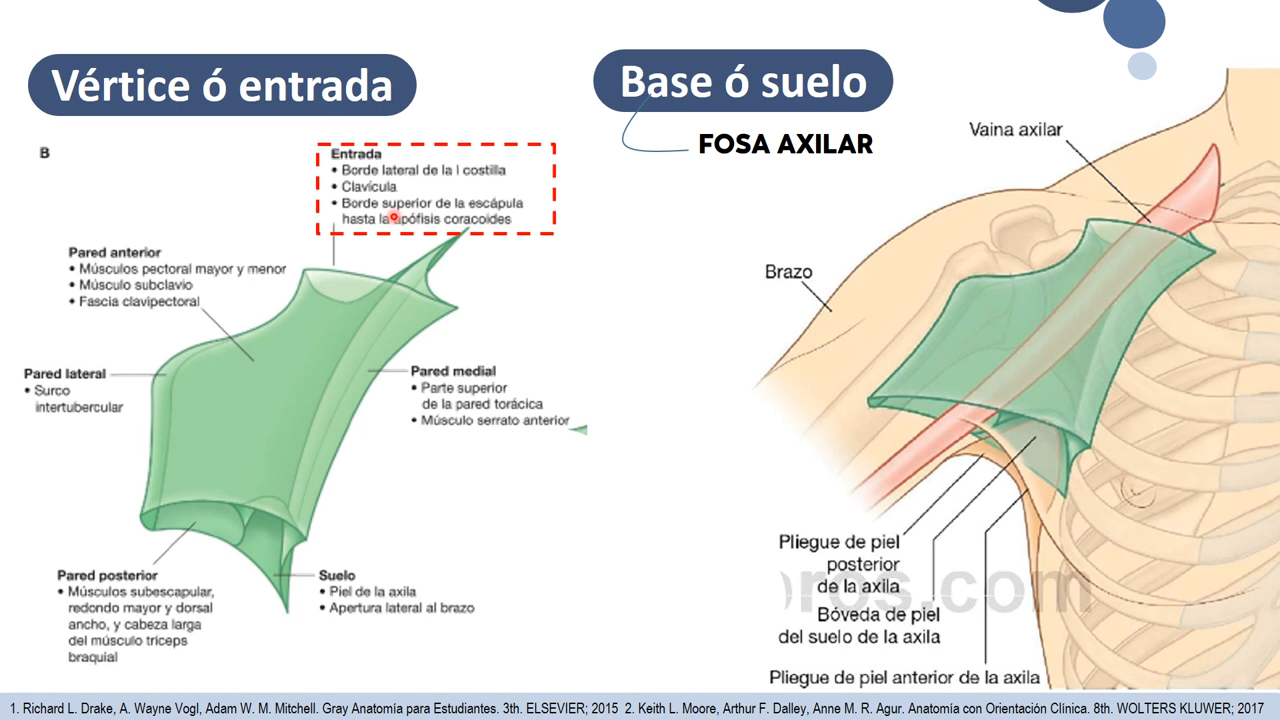 Vértice ó entrada
Base ó suelo
FOSA AXILAR
B
Entrada
• Borde lateral de la I costilla
• Clavícula
• Borde superior de la escápula
hasta la apófisis coracoides
Pared anterior
• Músculos pectoral mayor y menor
• Músculo subclavio
• Fascia clavipectoral
Pared lateral
• Surco
intertubercular
Pared medial
• Parte superior
de la pared torácica
• Músculo serrato anterior
Pared posterior
• Músculos subescapular,
redondo mayor y dorsal
ancho, y cabeza larga
del músculo tríceps
braquial
Suelo
• Piel de la axila
• Apertura lateral al brazo
Vaina axilar
Brazo
Pliegue de piel
posterior
de la axila
Bóveda de piel
del suelo de la axila
Pliegue de piel anterior de la axila
1. Richard L. Drake, A. Wayne Vogl, Adam W. M. Mitchell. Gray Anatomía para Estudiantes. 3th. ELSEVIER; 2015 2. Keith L. Moore, Arthur F. Dalley, Anne M. R. Agur. Anatomía con Orientación Clínica. 8th. WOLTERS KLUWER; 2017